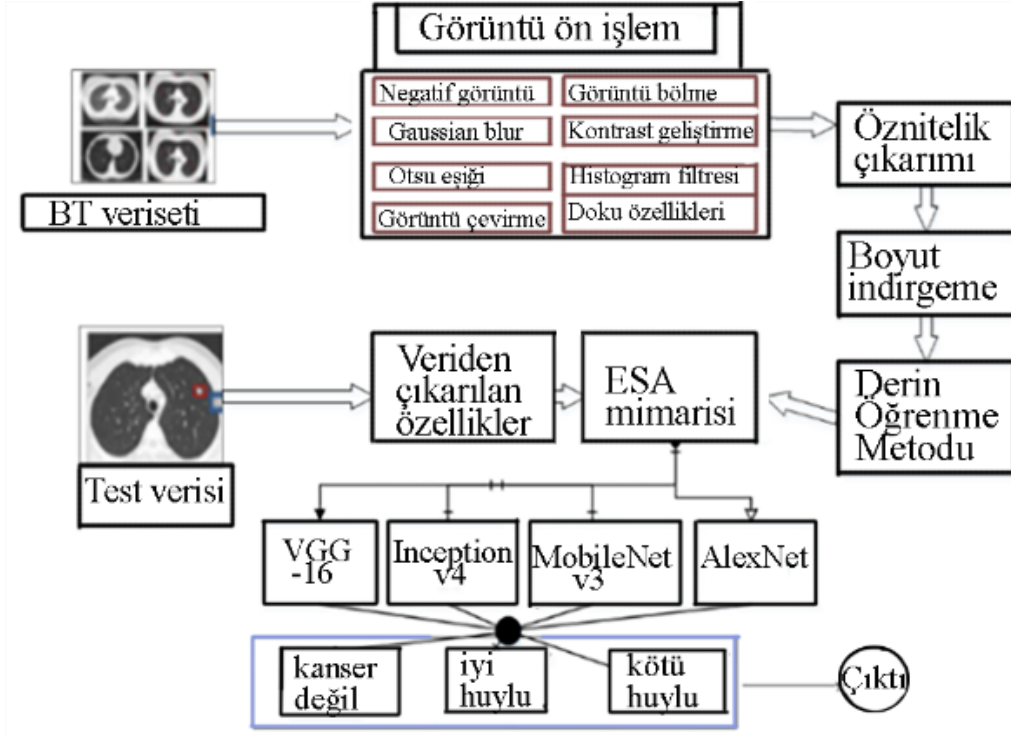 Görüntü ön işlem
Negatif görüntü
Görüntü bölme
Gaussian blur
Kontrast geliştirme
Otsu eşiği
Histogram filtresi
Görüntü çevirme
Doku özellikleri
BT veriseti
Öznitelik
çıkarımı
Boyut
indirgeme
Derin
Öğrenme
Metodu
Test verisi
Veriden
çıkarılan
özellikler
ESA
mimarisi
VGG
-16
Inception
v4
MobileNet
v3
AlexNet
kanser
değil
iyi
huylu
kötü
huylu
Çıktı